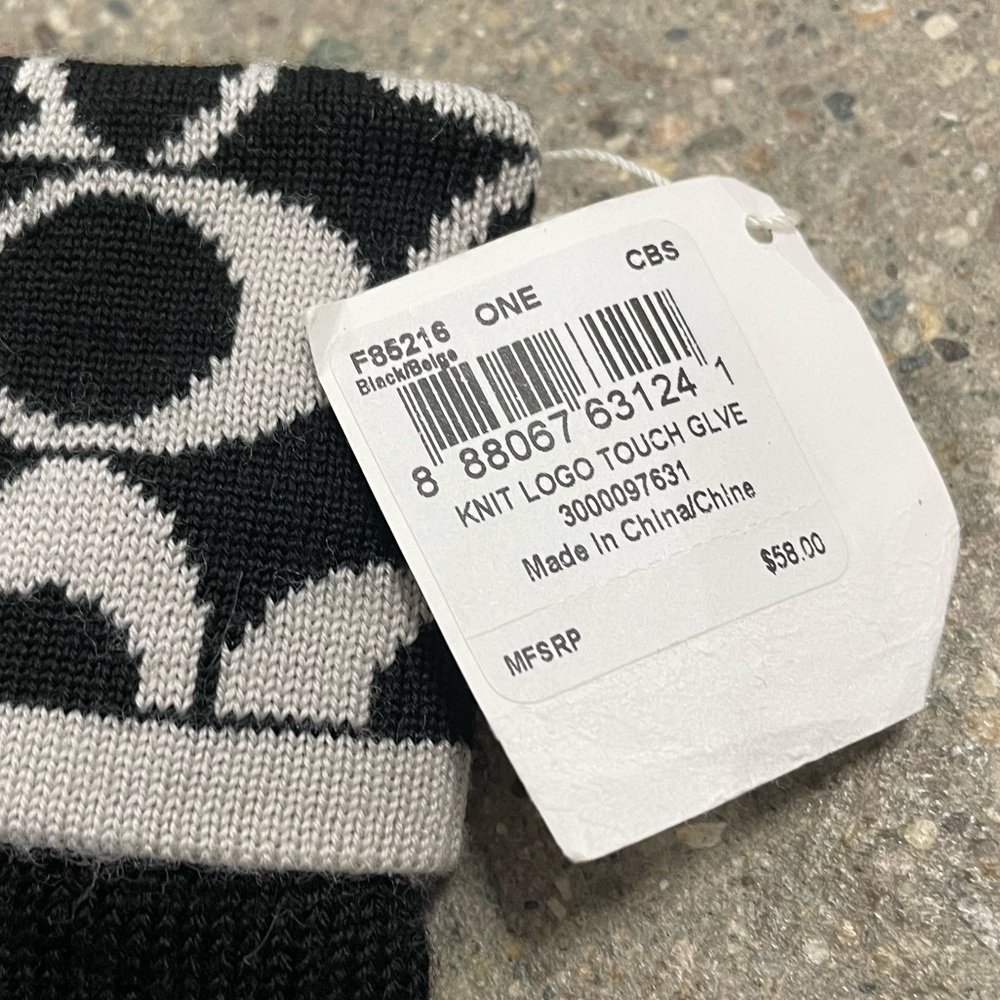 CBS
F85216 ONE
Black/Beige
8 88067 63124 1
KNIT LOGO TOUCH GLVE
3000097631
Made In China/Chine
$58.00
MFSRP